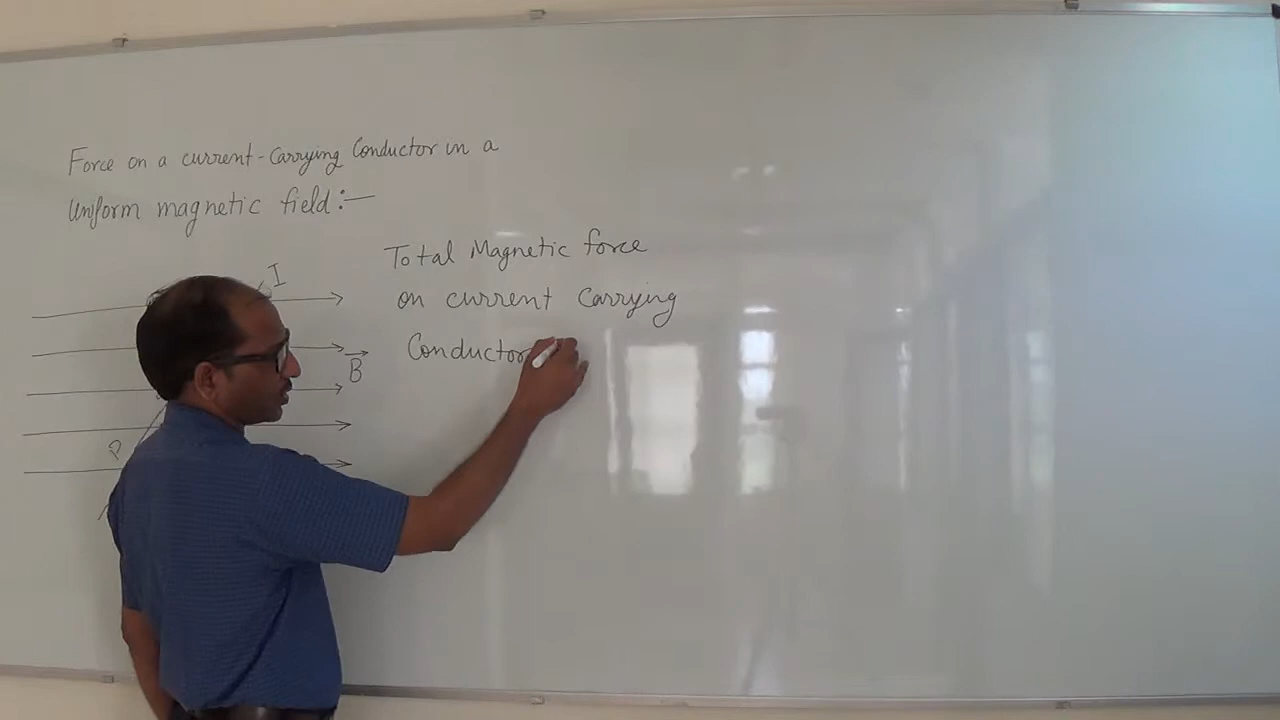 Force on a current-Carrying Conductor in a
Uniform magnetic field:—
I
Total Magnetic force
on current Carrying
B
Conductor
P